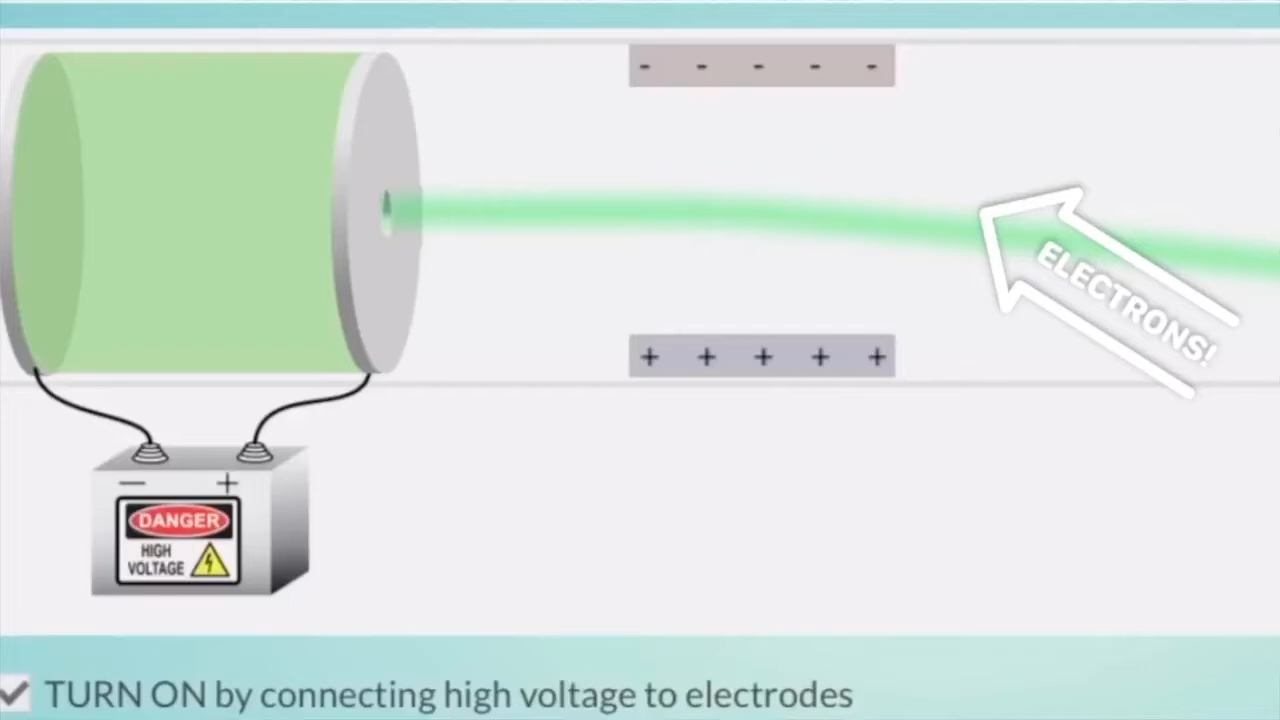 - - - - -
ELECTRONS!
+ + + + +
− +
DANGER
HIGH
VOLTAGE
TURN ON by connecting high voltage to electrodes